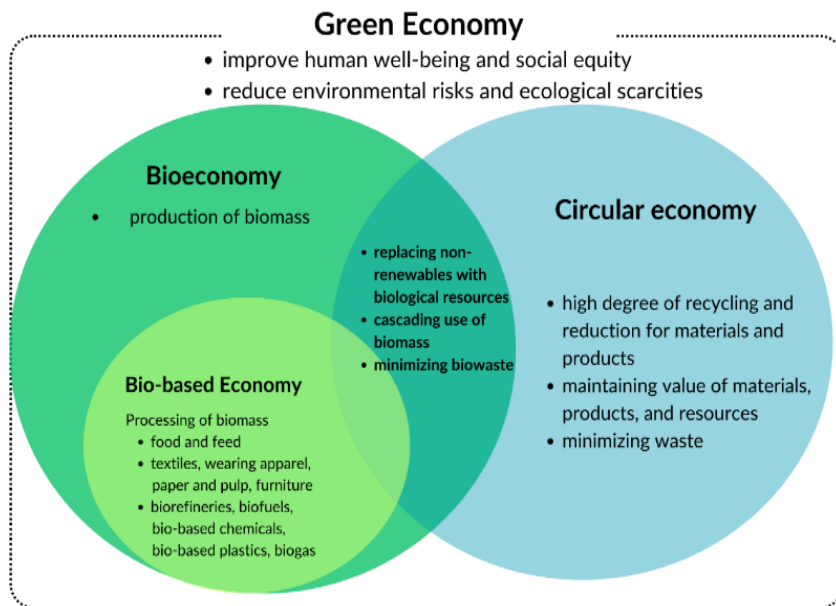 Green Economy
• improve human well-being and social equity
• reduce environmental risks and ecological scarcities
Bioeconomy
• production of biomass
Bio-based Economy
Processing of biomass
• food and feed
• textiles, wearing apparel,
paper and pulp, furniture
• biorefineries, biofuels,
bio-based chemicals,
bio-based plastics, biogas
• replacing non-
renewables with
biological resources
• cascading use of
biomass
• minimizing biowaste
Circular economy
• high degree of recycling and
reduction for materials and
products
• maintaining value of materials,
products, and resources
• minimizing waste